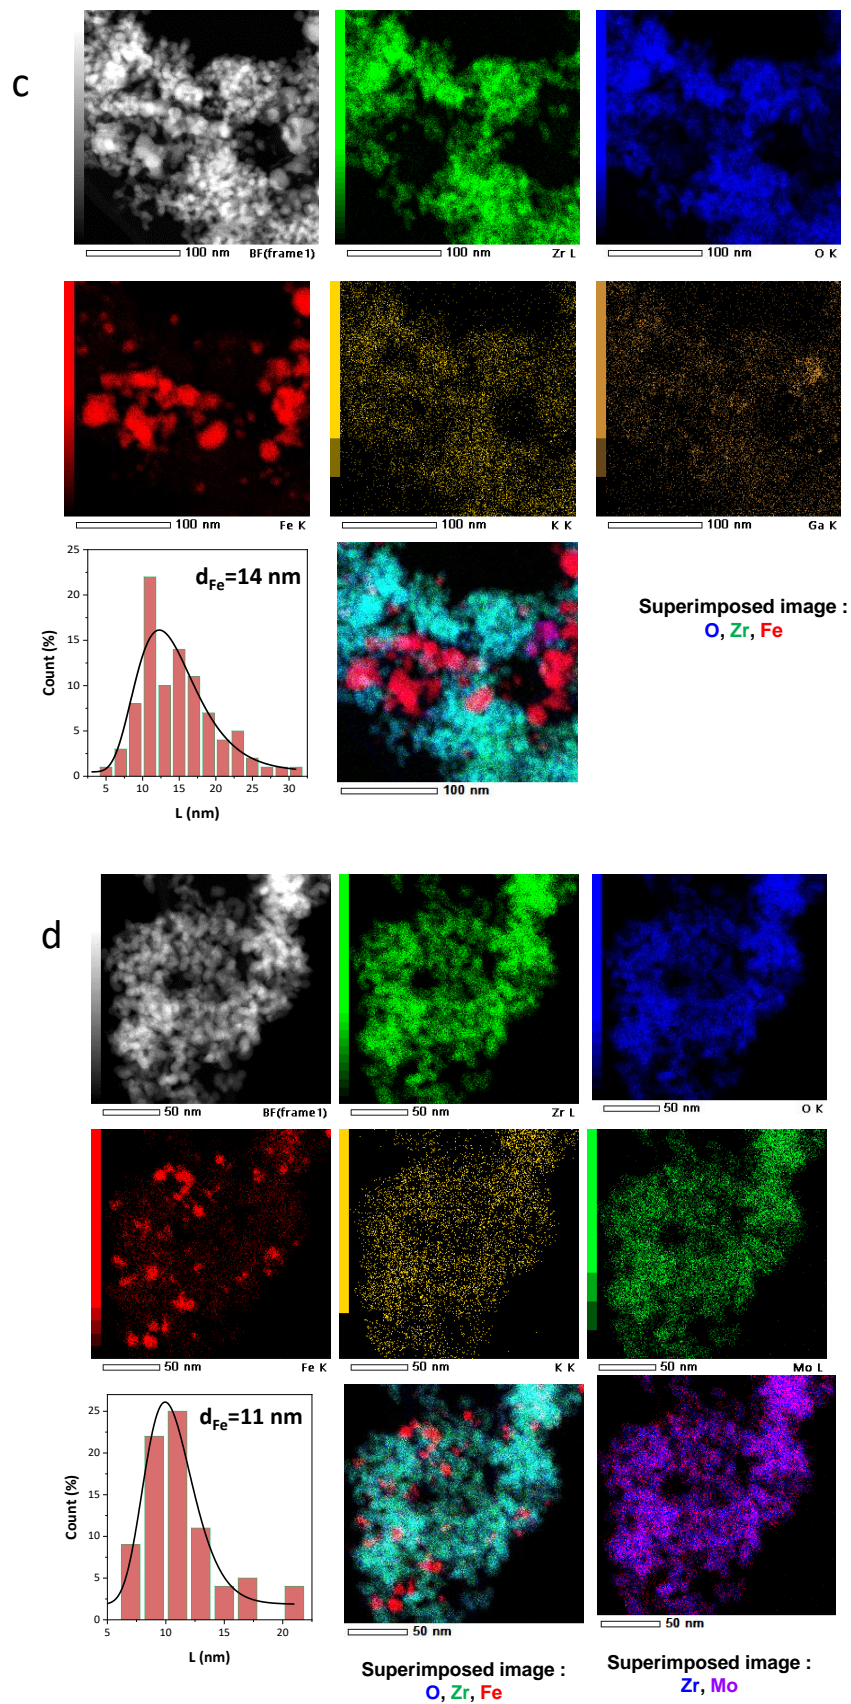 c
100 nm
BF(frame1)
100 nm
Zr L
100 nm
O K
100 nm
Fe K
100 nm
K K
100 nm
Ga K
25
20
15
10
5
0
Count (%)
dFe=14 nm
5 10 15 20 25 30
L (nm)
100 nm
Superimposed image :
O, Zr, Fe
d
50 nm
BF(frame1)
50 nm
Zr L
50 nm
O K
50 nm
Fe K
50 nm
K K
50 nm
Mo L
25
20
15
10
5
0
Count (%)
dFe=11 nm
5 10 15 20
L (nm)
50 nm
Superimposed image :
O, Zr, Fe
50 nm
Superimposed image :
Zr, Mo